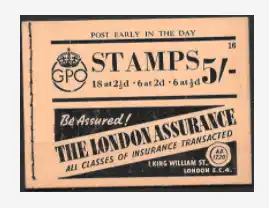 POST EARLY IN THE DAY
16
GPO
STAMPS 5/-
18 at 2½d · 6 at 2d · 6 at ½d
Be Assured!
THE LONDON ASSURANCE
ALL CLASSES OF INSURANCE TRANSACTED
1, KING WILLIAM ST.,
LONDON E.C.4.
A.D.
1720